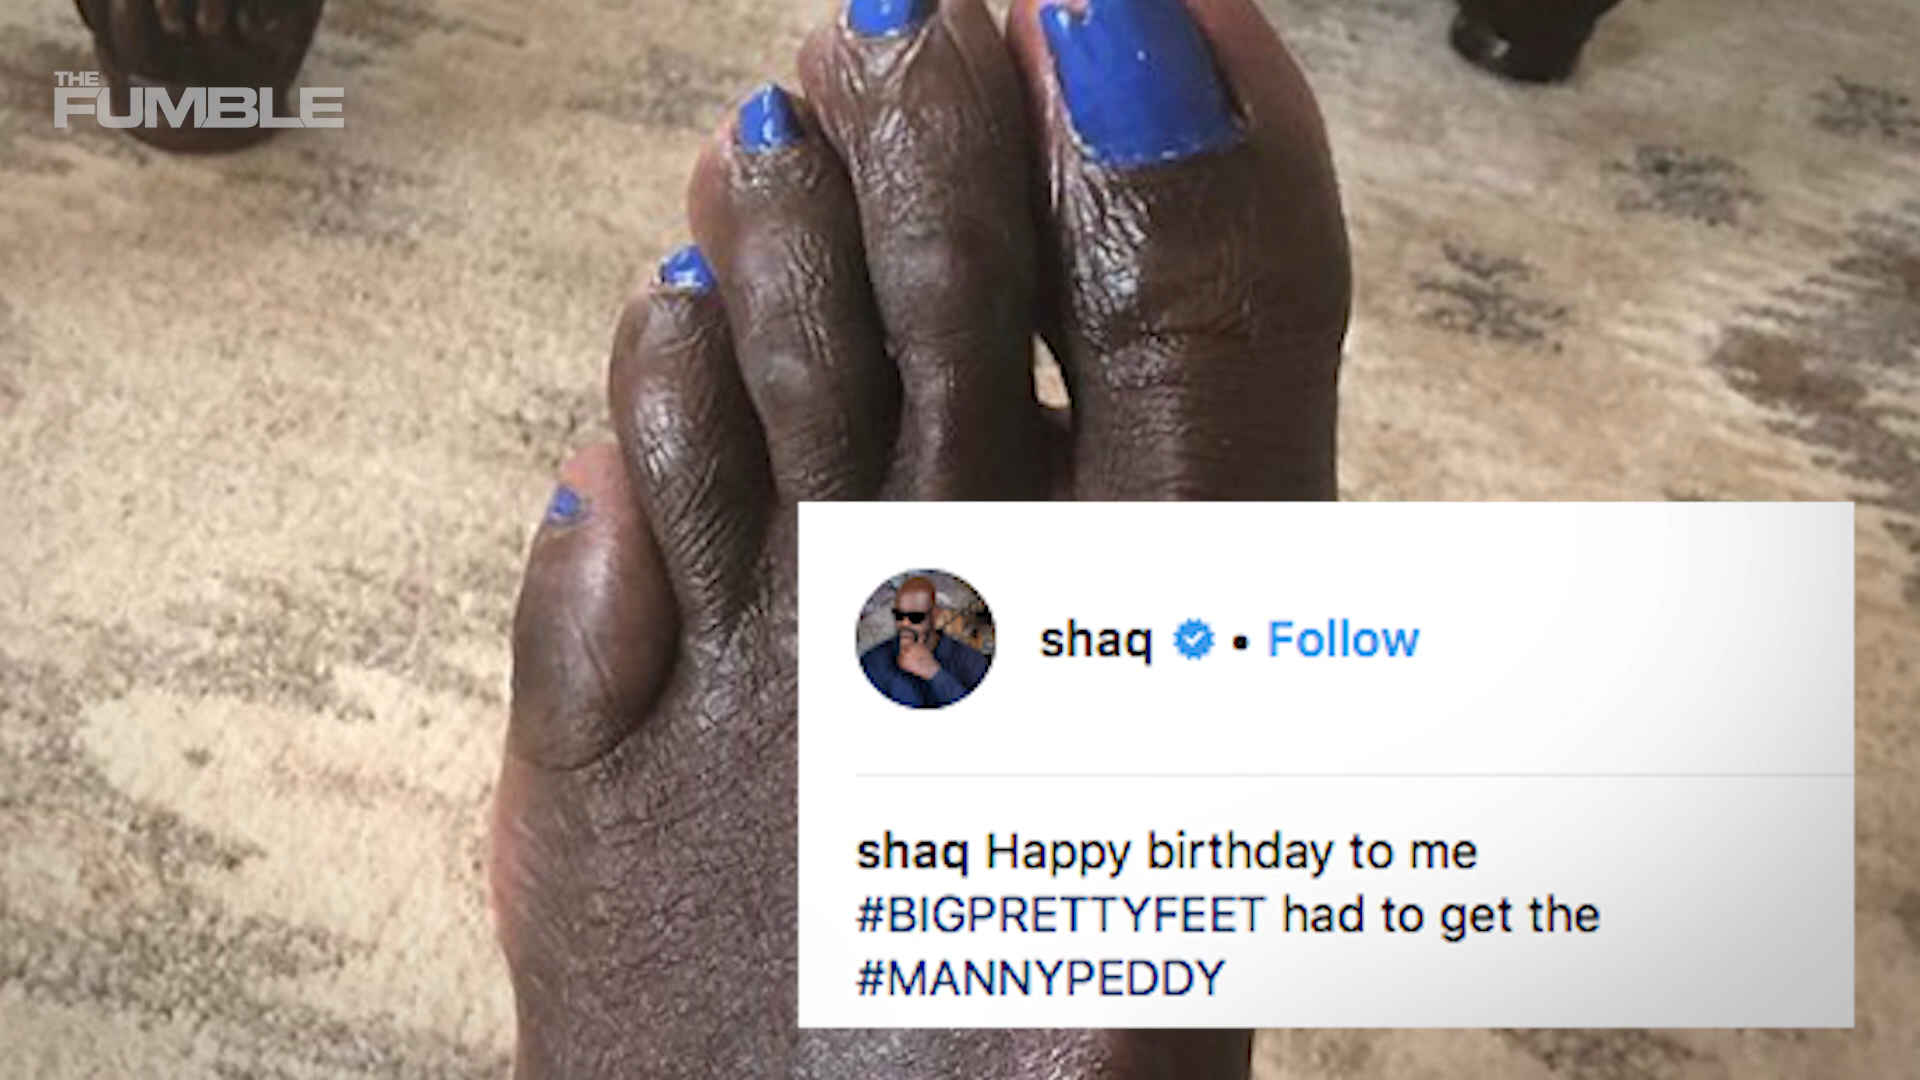 THE
FUMBLE
shaq • Follow
shaq Happy birthday to me
#BIGPRETTYFEET had to get the
#MANNYPEDDY